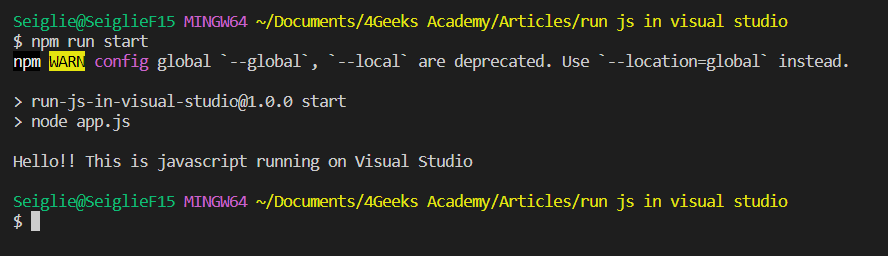 Seiglie@SeiglieF15 MINGW64 ~/Documents/4Geeks Academy/Articles/run js in visual studio
$ npm run start
npm WARN config global `--global`, `--local` are deprecated. Use `--location=global` instead.
> run-js-in-visual-studio@1.0.0 start
> node app.js
Hello!! This is javascript running on Visual Studio
Seiglie@SeiglieF15 MINGW64 ~/Documents/4Geeks Academy/Articles/run js in visual studio
$